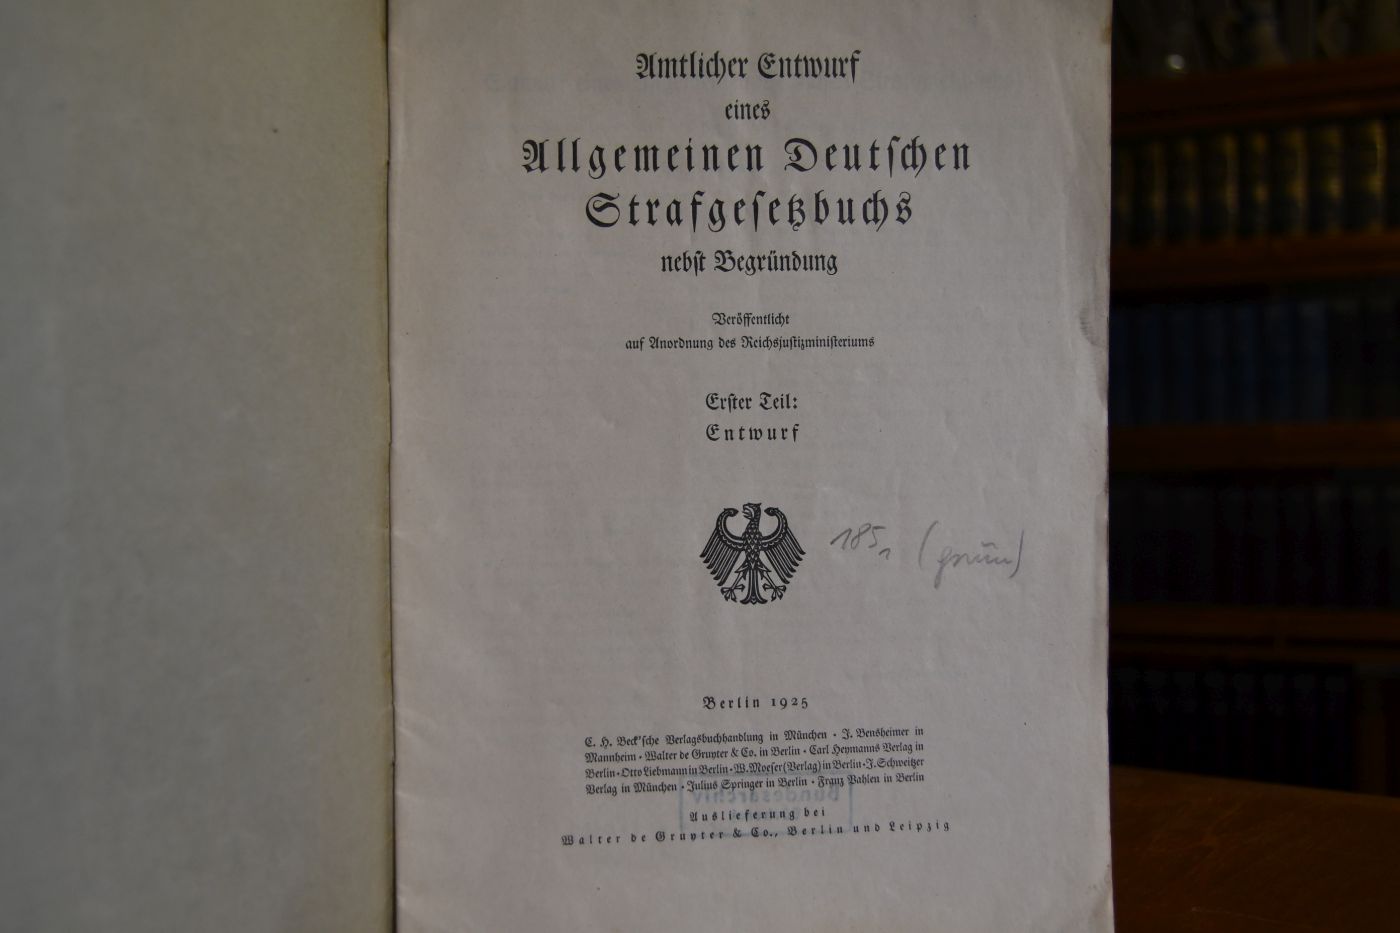 Amtlicher Entwurf
eines
Allgemeinen Deutſchen
Strafgeſetzbuchs
nebſt Begründung
Veröffentlicht
auf Anordnung des Reichsjuſtizminiſteriums
Erſter Teil:
Entwurf
185,1 (grün)
Berlin 1925
C. H. Beck'ſche Verlagsbuchhandlung in München · J. Bensheimer in
Mannheim · Walter de Gruyter & Co. in Berlin · Carl Heymanns Verlag in
Berlin · Otto Liebmann in Berlin · W. Moeſer (Verlag) in Berlin · J. Schweitzer
Verlag in München · Julius Springer in Berlin · Franz Vahlen in Berlin
Bundesarchiv
Auslieferung bei
Walter de Gruyter & Co., Berlin und Leipzig